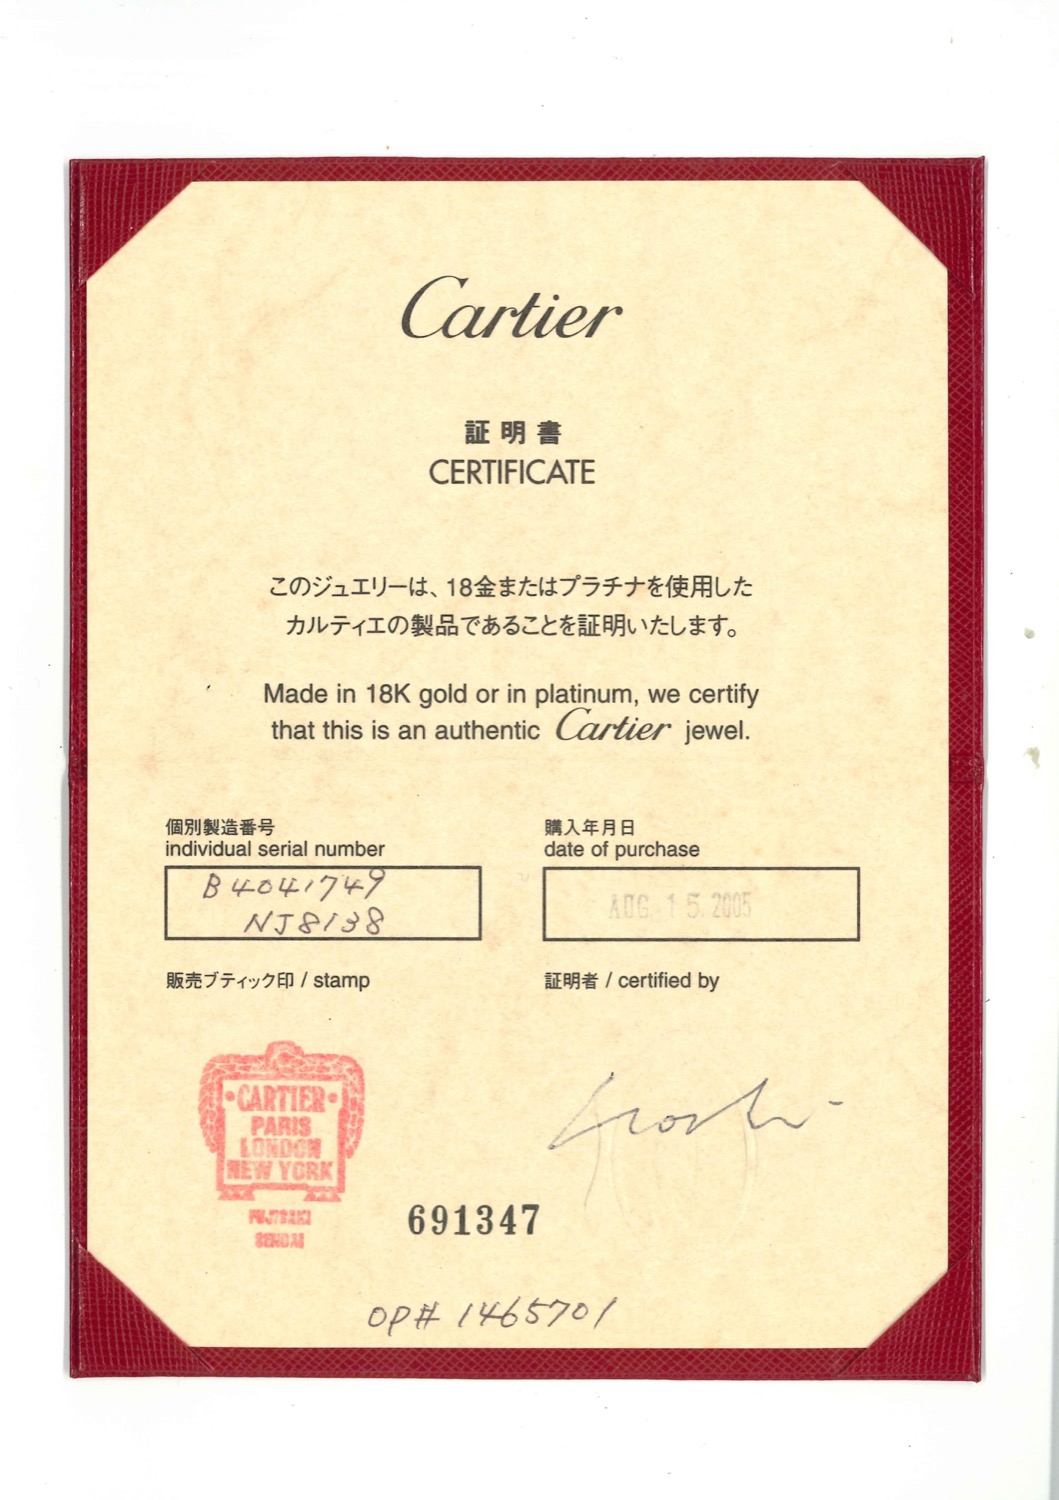 Cartier
証明書
CERTIFICATE
このジュエリーは、18金またはプラチナを使用した
カルティエの製品であることを証明いたします。
Made in 18K gold or in platinum, we certify
that this is an authentic Cartier jewel.
個別製造番号
individual serial number
B4041749
NJ8138
購入年月日
date of purchase
AUG. 15. 2005
販売ブティック印 / stamp
証明者 / certified by
CARTIER
PARIS
LONDON
NEW YORK
FUJISAKI
SENDAI
691347
OP# 1465701